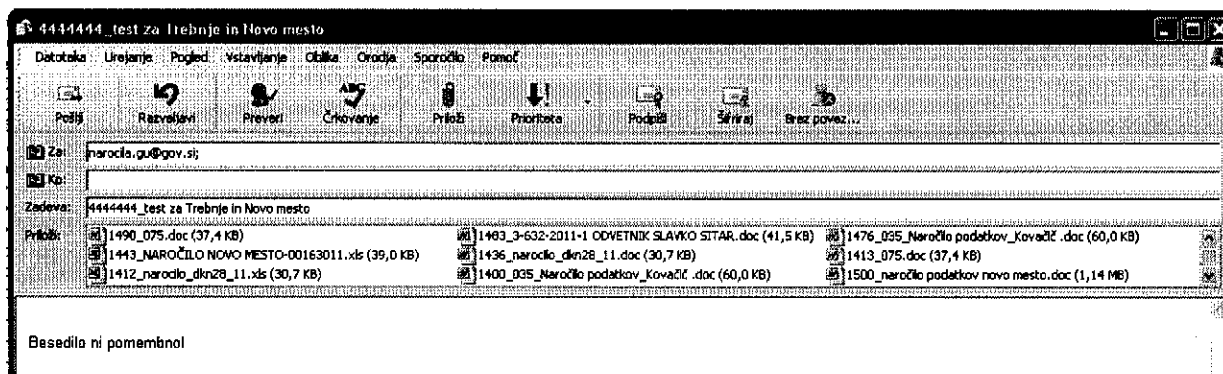 4444444_test za Trebnje in Novo mesto
Datoteka Urejanje Pogled Vstavljanje Oblika Orodja Sporočilo Pomoč
Pošlji Razveljavi Preveri Črkovanje Priloži Prioriteta Podpiši Šifriraj Brez povez...
Za: narocila.gu@gov.si;
Kp:
Zadeva: 4444444_test za Trebnje in Novo mesto
Priloži: 1490_075.doc (37,4 KB) 1483_3-632-2011-1 ODVETNIK SLAVKO SITAR.doc (41,5 KB) 1476_035_Naročilo podatkov_Kovačič .doc (60,0 KB)
1443_NAROČILO NOVO MESTO-00163011.xls (39,0 KB) 1436_narocilo_dkn28_11.doc (30,7 KB) 1413_075.doc (37,4 KB)
1412_narocilo_dkn28_11.xls (30,7 KB) 1400_035_Naročilo podatkov_Kovačič .doc (60,0 KB) 1500_naročilo podatkov novo mesto.doc (1,14 MB)
Besedilo ni pomembno!